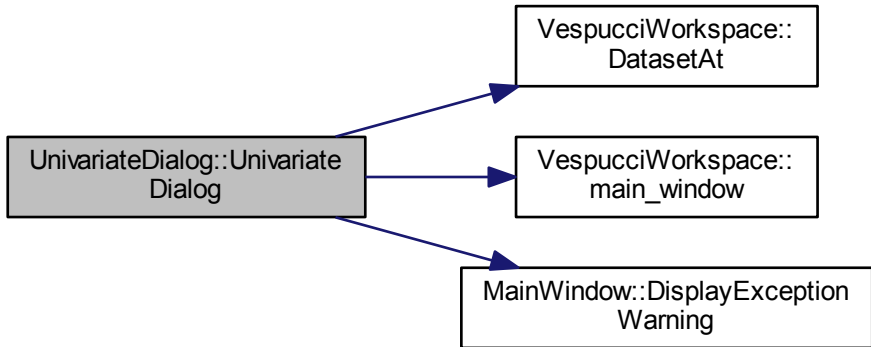 VespucciWorkspace::
DatasetAt
UnivariateDialog::Univariate
Dialog
VespucciWorkspace::
main_window
MainWindow::DisplayException
Warning